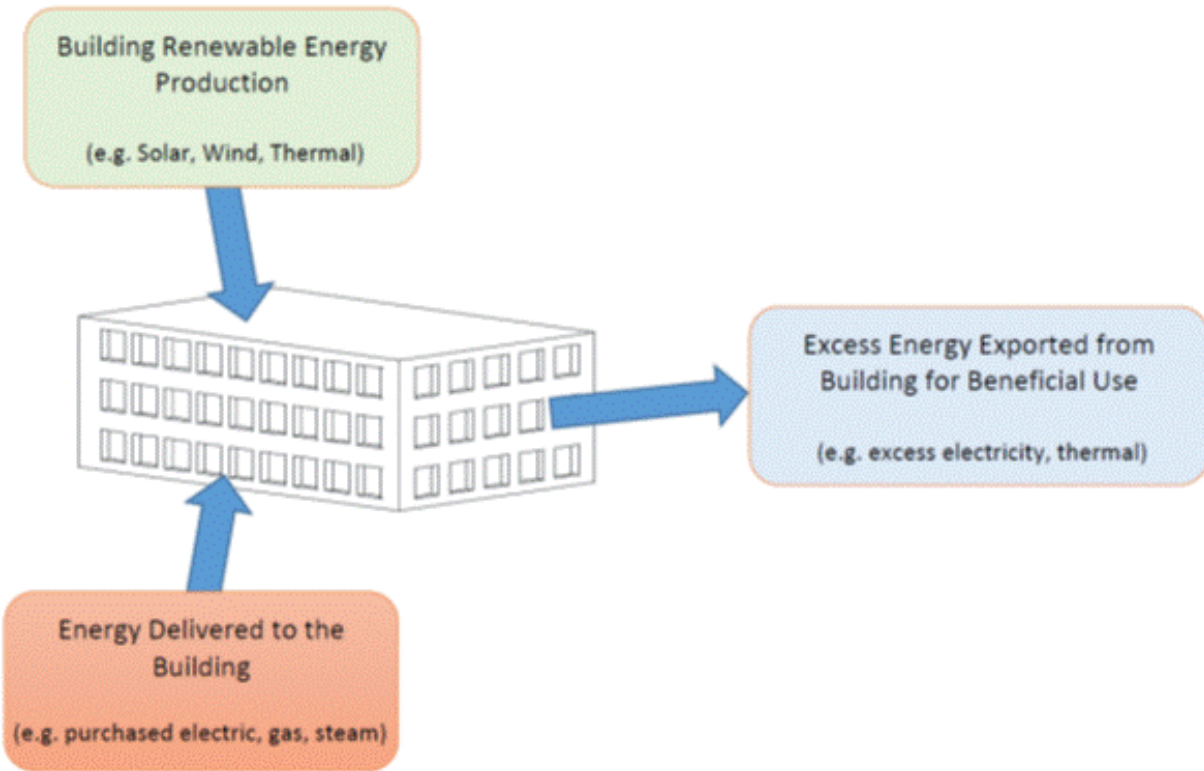 Building Renewable Energy
Production
(e.g. Solar, Wind, Thermal)
Excess Energy Exported from
Building for Beneficial Use
(e.g. excess electricity, thermal)
Energy Delivered to the
Building
(e.g. purchased electric, gas, steam)